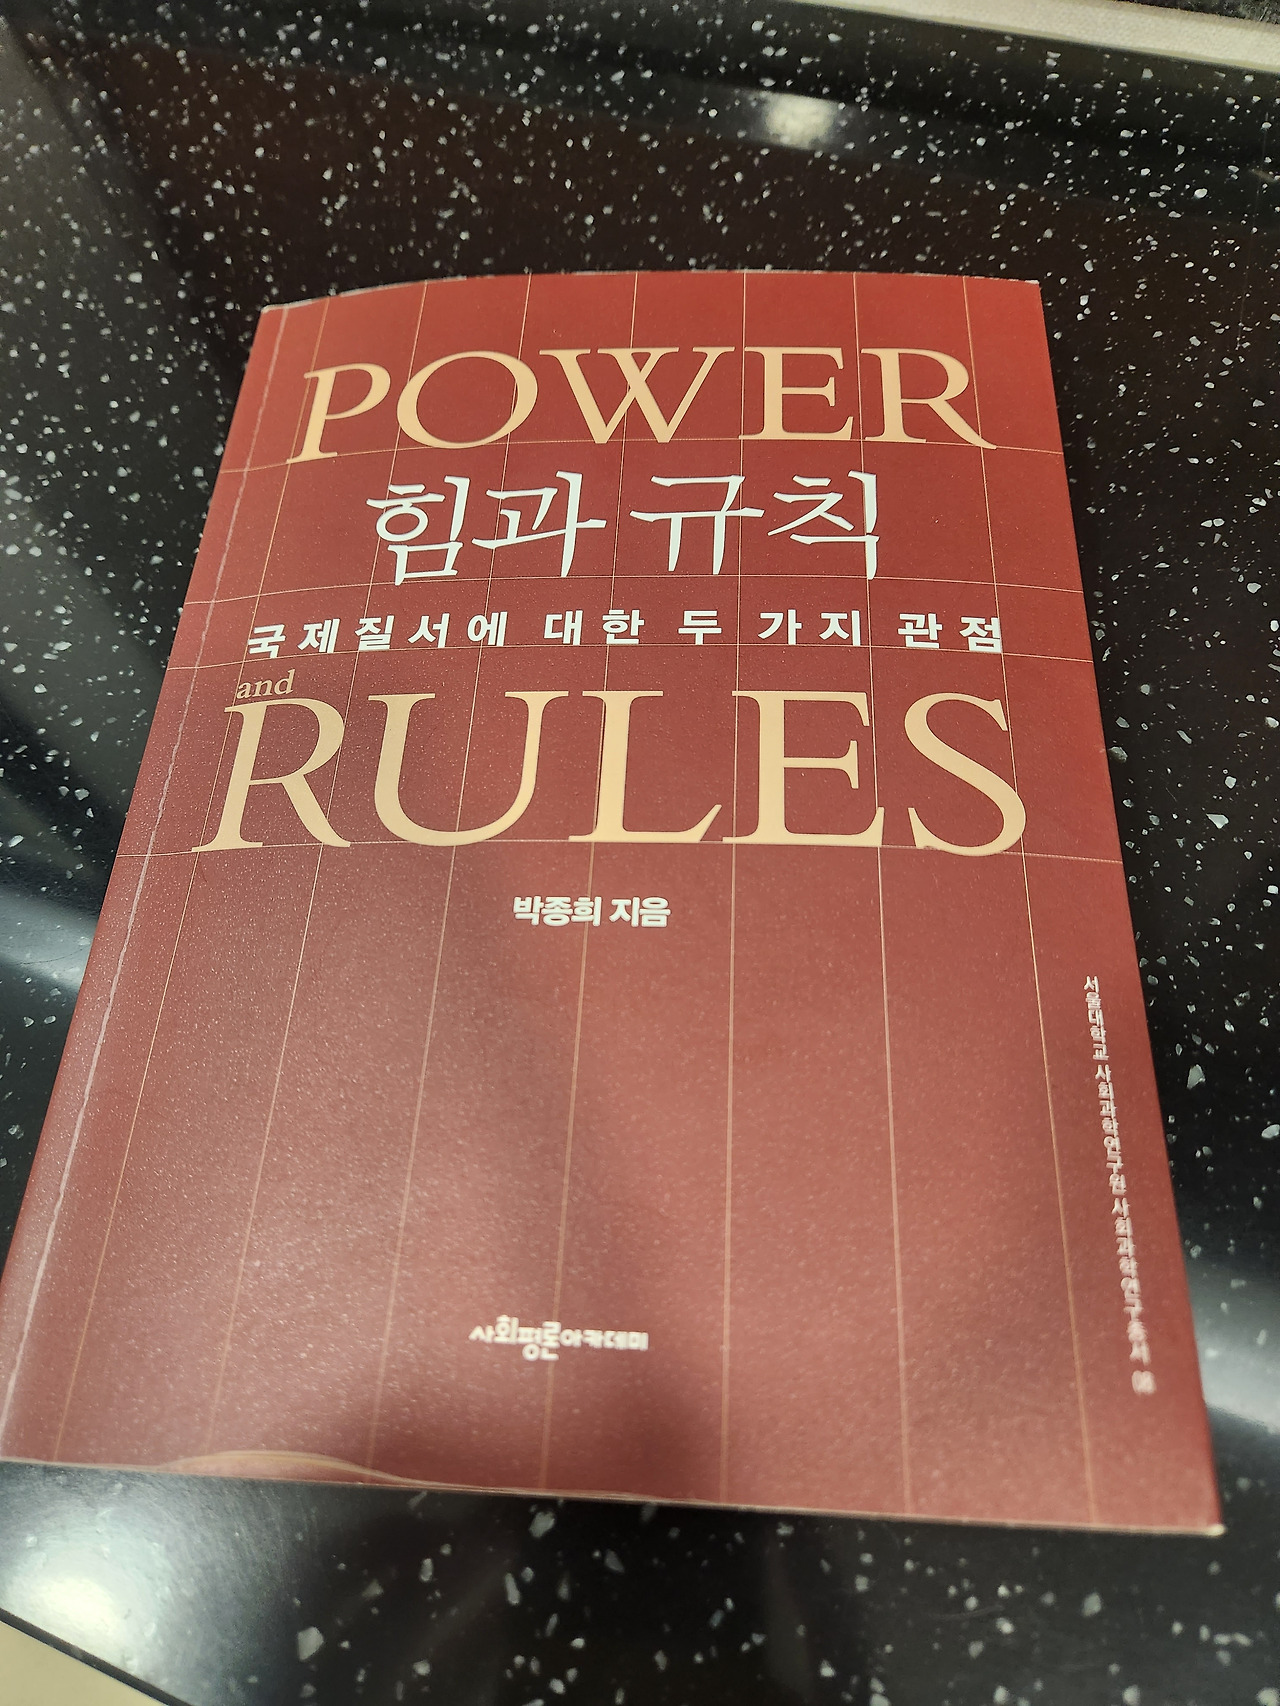 POWER
힘과 규칙
국제질서에 대한 두 가지 관점
and
RULES
박종희 지음
사회평론아카데미
서울대학교 사회과학연구원 사회과학연구총서 08